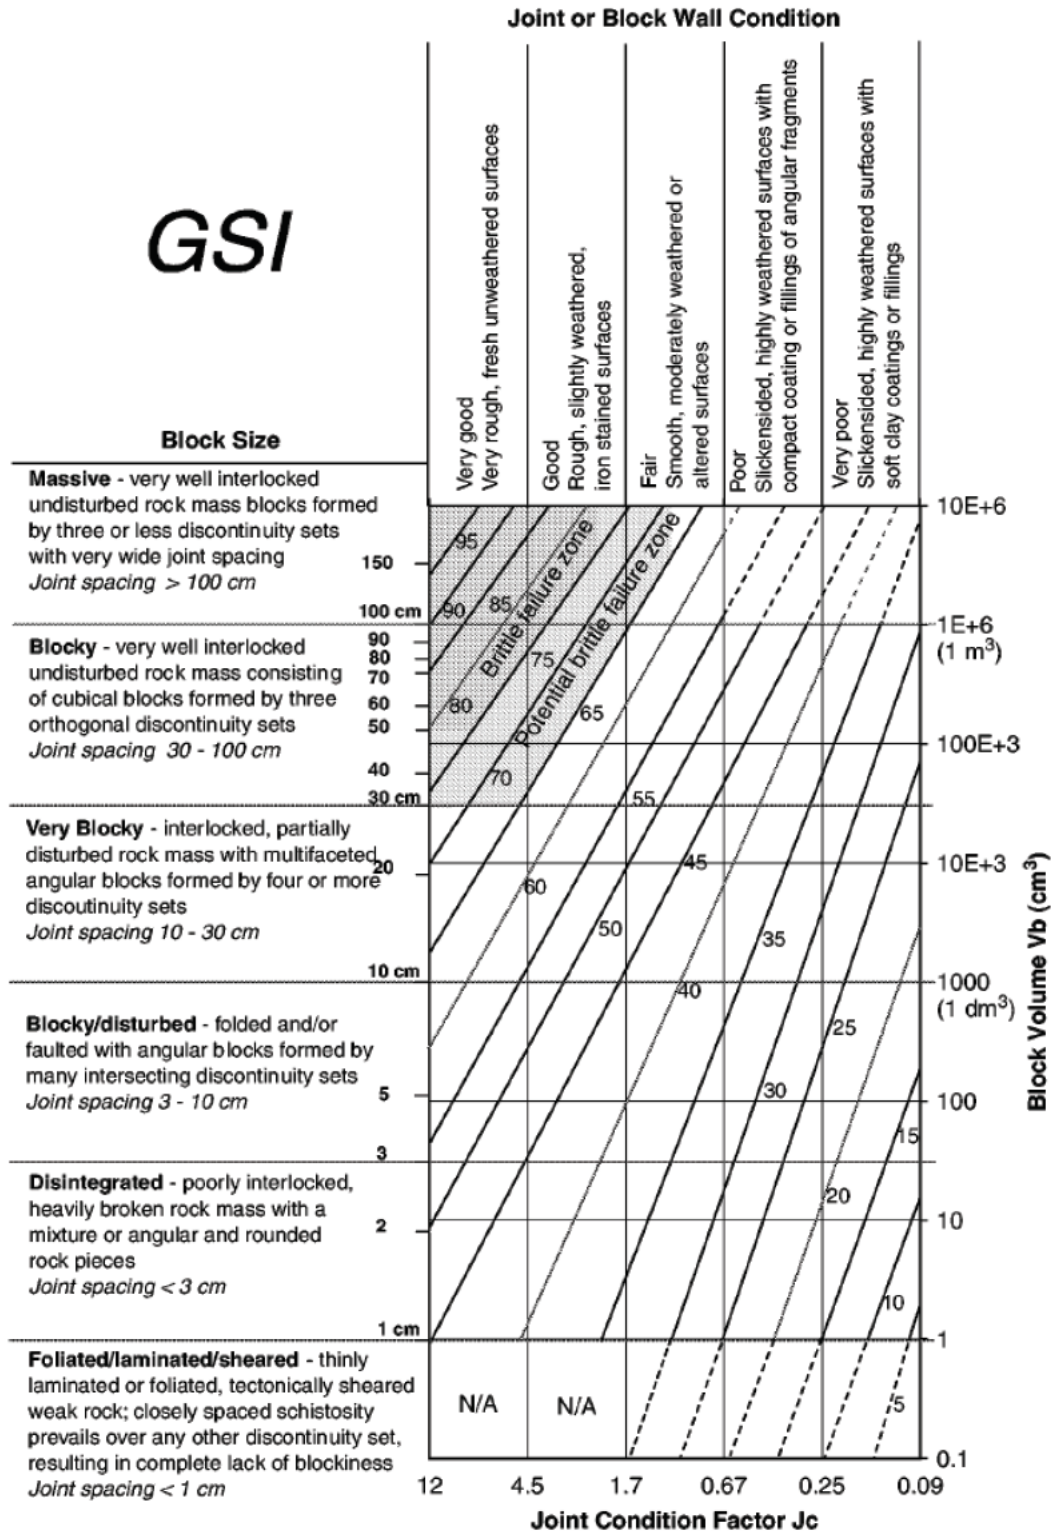 Joint or Block Wall Condition
GSI
Very good
Very rough, fresh unweathered surfaces
Good
Rough, slightly weathered,
iron stained surfaces
Fair
Smooth, moderately weathered or
altered surfaces
Poor
Slickensided, highly weathered surfaces with
compact coating or fillings of angular fragments
Very poor
Slickensided, highly weathered surfaces with
soft clay coatings or fillings
Block Size
Massive - very well interlocked
undisturbed rock mass blocks formed
by three or less discontinuity sets
with very wide joint spacing
Joint spacing > 100 cm
Blocky - very well interlocked
undisturbed rock mass consisting
of cubical blocks formed by three
orthogonal discontinuity sets
Joint spacing 30 - 100 cm
Very Blocky - interlocked, partially
disturbed rock mass with multifaceted
angular blocks formed by four or more
discoutinuity sets
Joint spacing 10 - 30 cm
Blocky/disturbed - folded and/or
faulted with angular blocks formed by
many intersecting discontinuity sets
Joint spacing 3 - 10 cm
Disintegrated - poorly interlocked,
heavily broken rock mass with a
mixture or angular and rounded
rock pieces
Joint spacing < 3 cm
Foliated/laminated/sheared - thinly
laminated or foliated, tectonically sheared
weak rock; closely spaced schistosity
prevails over any other discontinuity set,
resulting in complete lack of blockiness
Joint spacing < 1 cm
150
100 cm
90
80
70
60
50
40
30 cm
20
10 cm
5
3
2
1 cm
95
90
85
80
Brittle failure zone
75
Potential brittle failure zone
70
65
60
55
50
45
40
35
30
25
20
15
10
5
N/A
N/A
10E+6
1E+6
(1 m³)
100E+3
10E+3
1000
(1 dm³)
100
10
1
0.1
Block Volume Vb (cm³)
12
4.5
1.7
0.67
0.25
0.09
Joint Condition Factor Jc